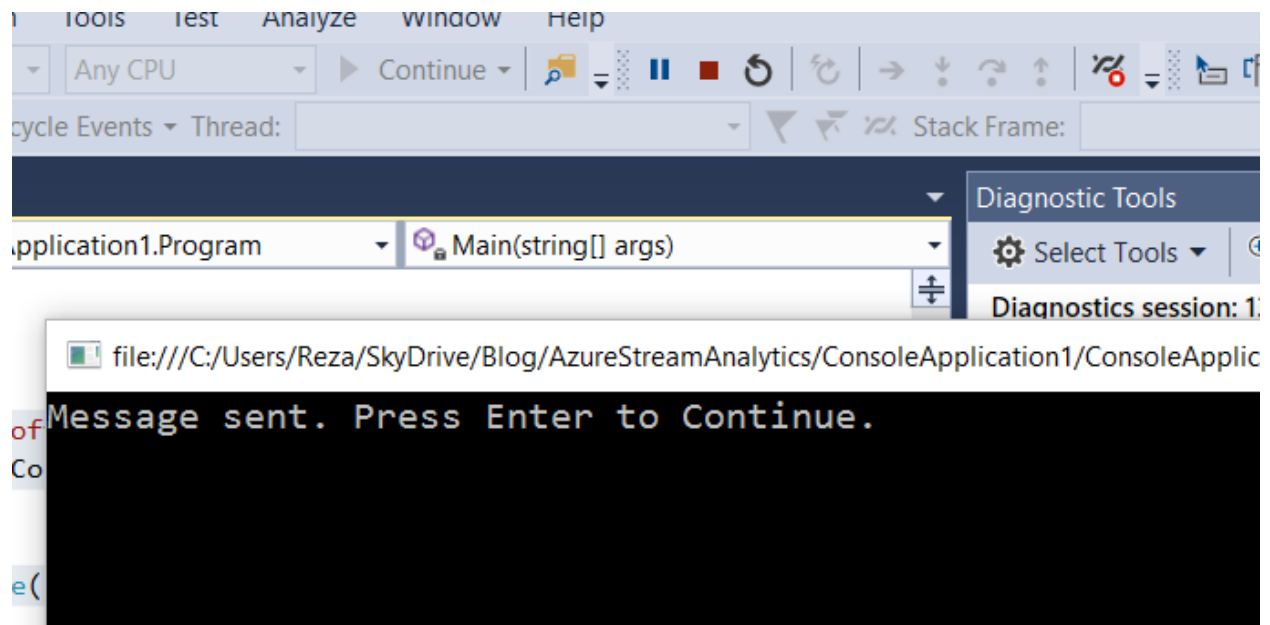 Tools Test Analyze Window Help
Any CPU Continue
cycle Events Thread: Stack Frame:
Diagnostic Tools
Application1.Program Main(string[] args)
Select Tools
Diagnostics session: 1
file:///C:/Users/Reza/SkyDrive/Blog/AzureStreamAnalytics/ConsoleApplication1/ConsoleApplic
Message sent. Press Enter to Continue.
of
Co
e(